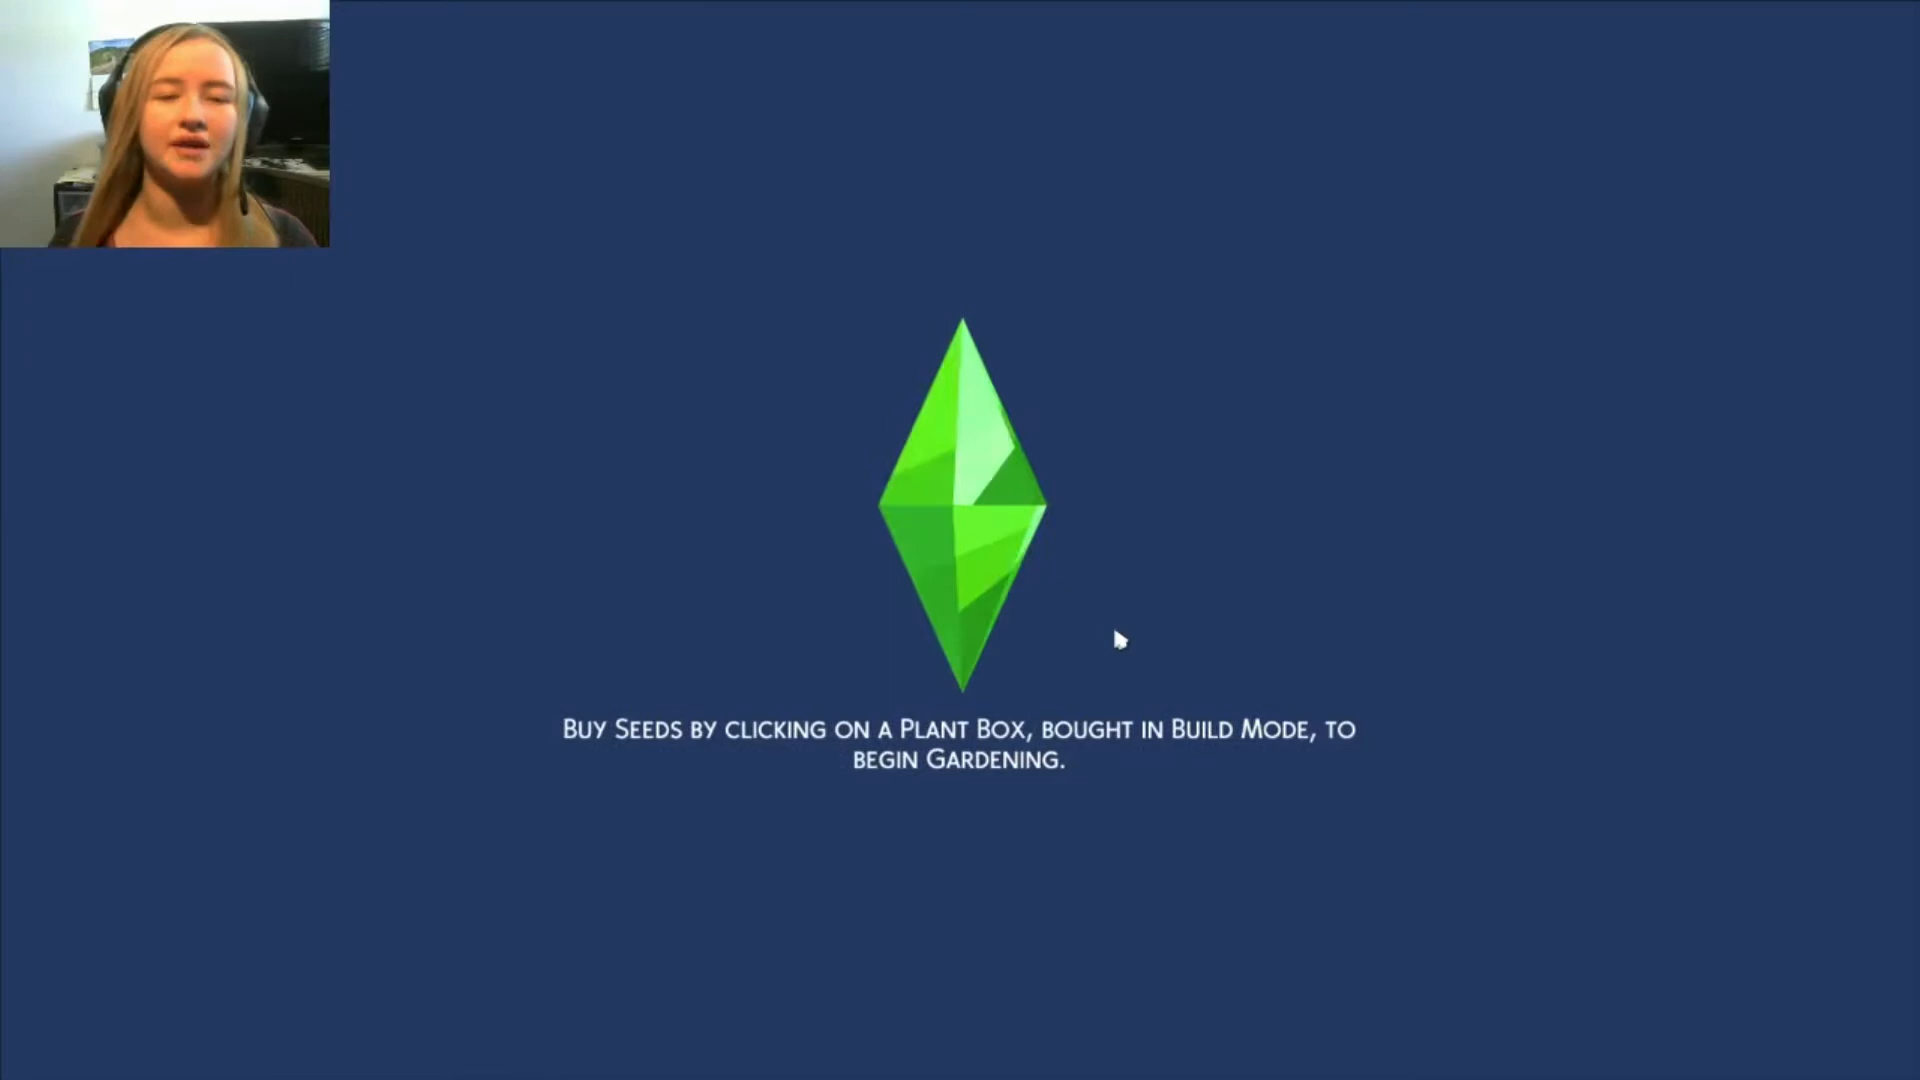 Buy Seeds by clicking on a Plant Box, bought in Build Mode, to
begin Gardening.